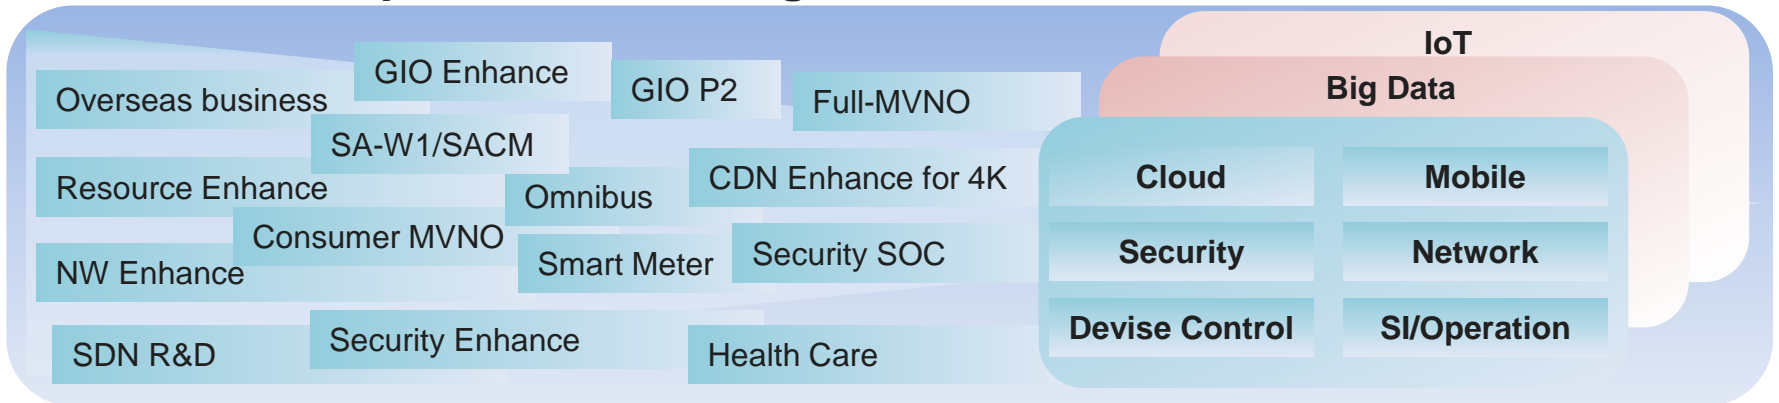 IoT
Big Data
GIO Enhance
GIO P2
Full-MVNO
Overseas business
SA-W1/SACM
Resource Enhance
Omnibus
CDN Enhance for 4K
Consumer MVNO
NW Enhance
Smart Meter
Security SOC
SDN R&D
Security Enhance
Health Care
Cloud
Mobile
Security
Network
Devise Control
SI/Operation